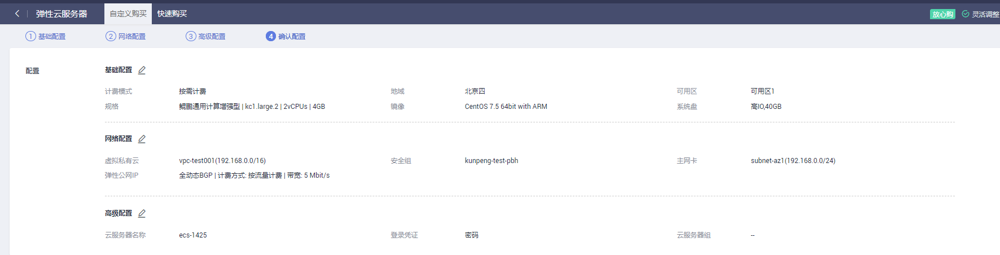 弹性云服务器 自定义购买 快速购买 放心购 灵活调整
1 基础配置 2 网络配置 3 高级配置 4 确认配置
配置 基础配置
计费模式 按需计费 地域 北京四 可用区 可用区1
规格 鲲鹏通用计算增强型 | kc1.large.2 | 2vCPUs | 4GB 镜像 CentOS 7.5 64bit with ARM 系统盘 高IO,40GB
网络配置
虚拟私有云 vpc-test001(192.168.0.0/16) 安全组 kunpeng-test-pbh 主网卡 subnet-az1(192.168.0.0/24)
弹性公网IP 全动态BGP | 计费方式: 按流量计费 | 带宽: 5 Mbit/s
高级配置
云服务器名称 ecs-1425 登录凭证 密码 云服务器组 --